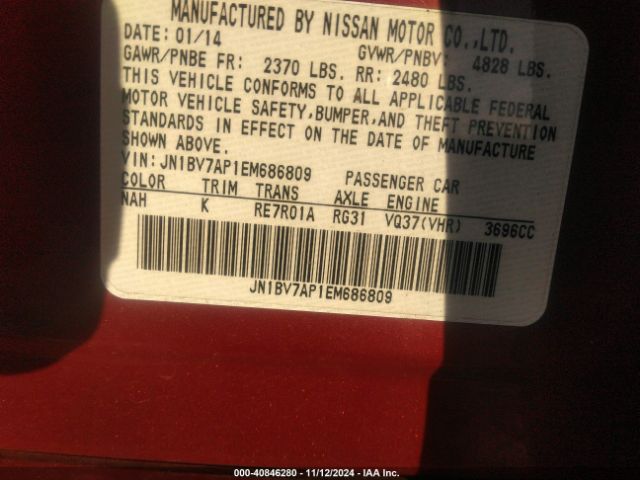 MANUFACTURED BY NISSAN MOTOR CO.,LTD.
DATE: 01/14 GVWR/PNBV: 4828 LBS.
GAWR/PNBE FR: 2370 LBS. RR: 2480 LBS.
THIS VEHICLE CONFORMS TO ALL APPLICABLE FEDERAL
MOTOR VEHICLE SAFETY,BUMPER,AND THEFT PREVENTION
STANDARDS IN EFFECT ON THE DATE OF MANUFACTURE
SHOWN ABOVE.
VIN:JN1BV7AP1EM686809 PASSENGER CAR
COLOR TRIM TRANS AXLE ENGINE
NAH K RE7R01A RG31 VQ37(VHR) 3696CC
JN1BV7AP1EM686809
000-40846280 - 11/12/2024 - IAA Inc.